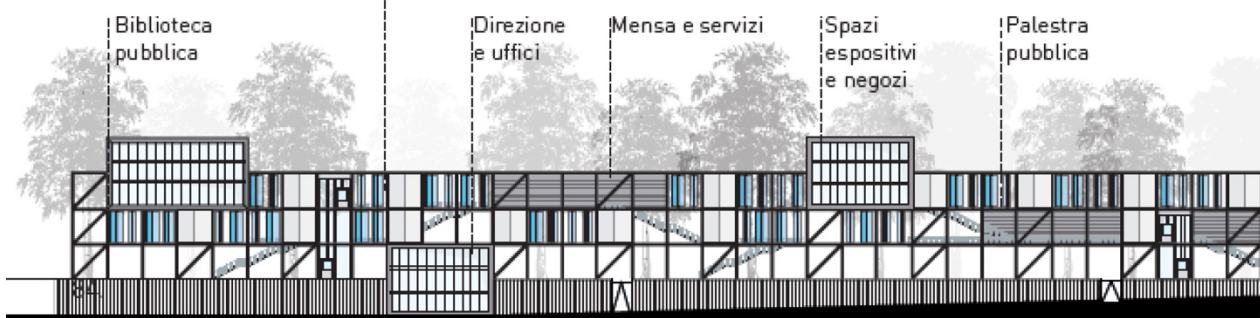 Biblioteca
pubblica
Direzione
e uffici
Mensa e servizi
Spazi
espositivi
e negozi
Palestra
pubblica
84